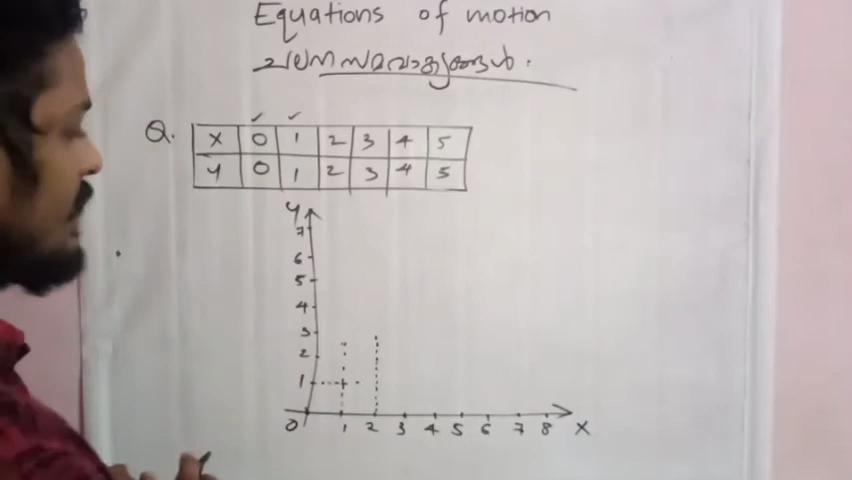 Equations of motion
ചലനസമവാക്യങ്ങൾ.
Q. X 0 1 2 3 4 5
Y 0 1 2 3 4 5
Y
7
6
5
4
3
2
1
0 1 2 3 4 5 6 7 8 X